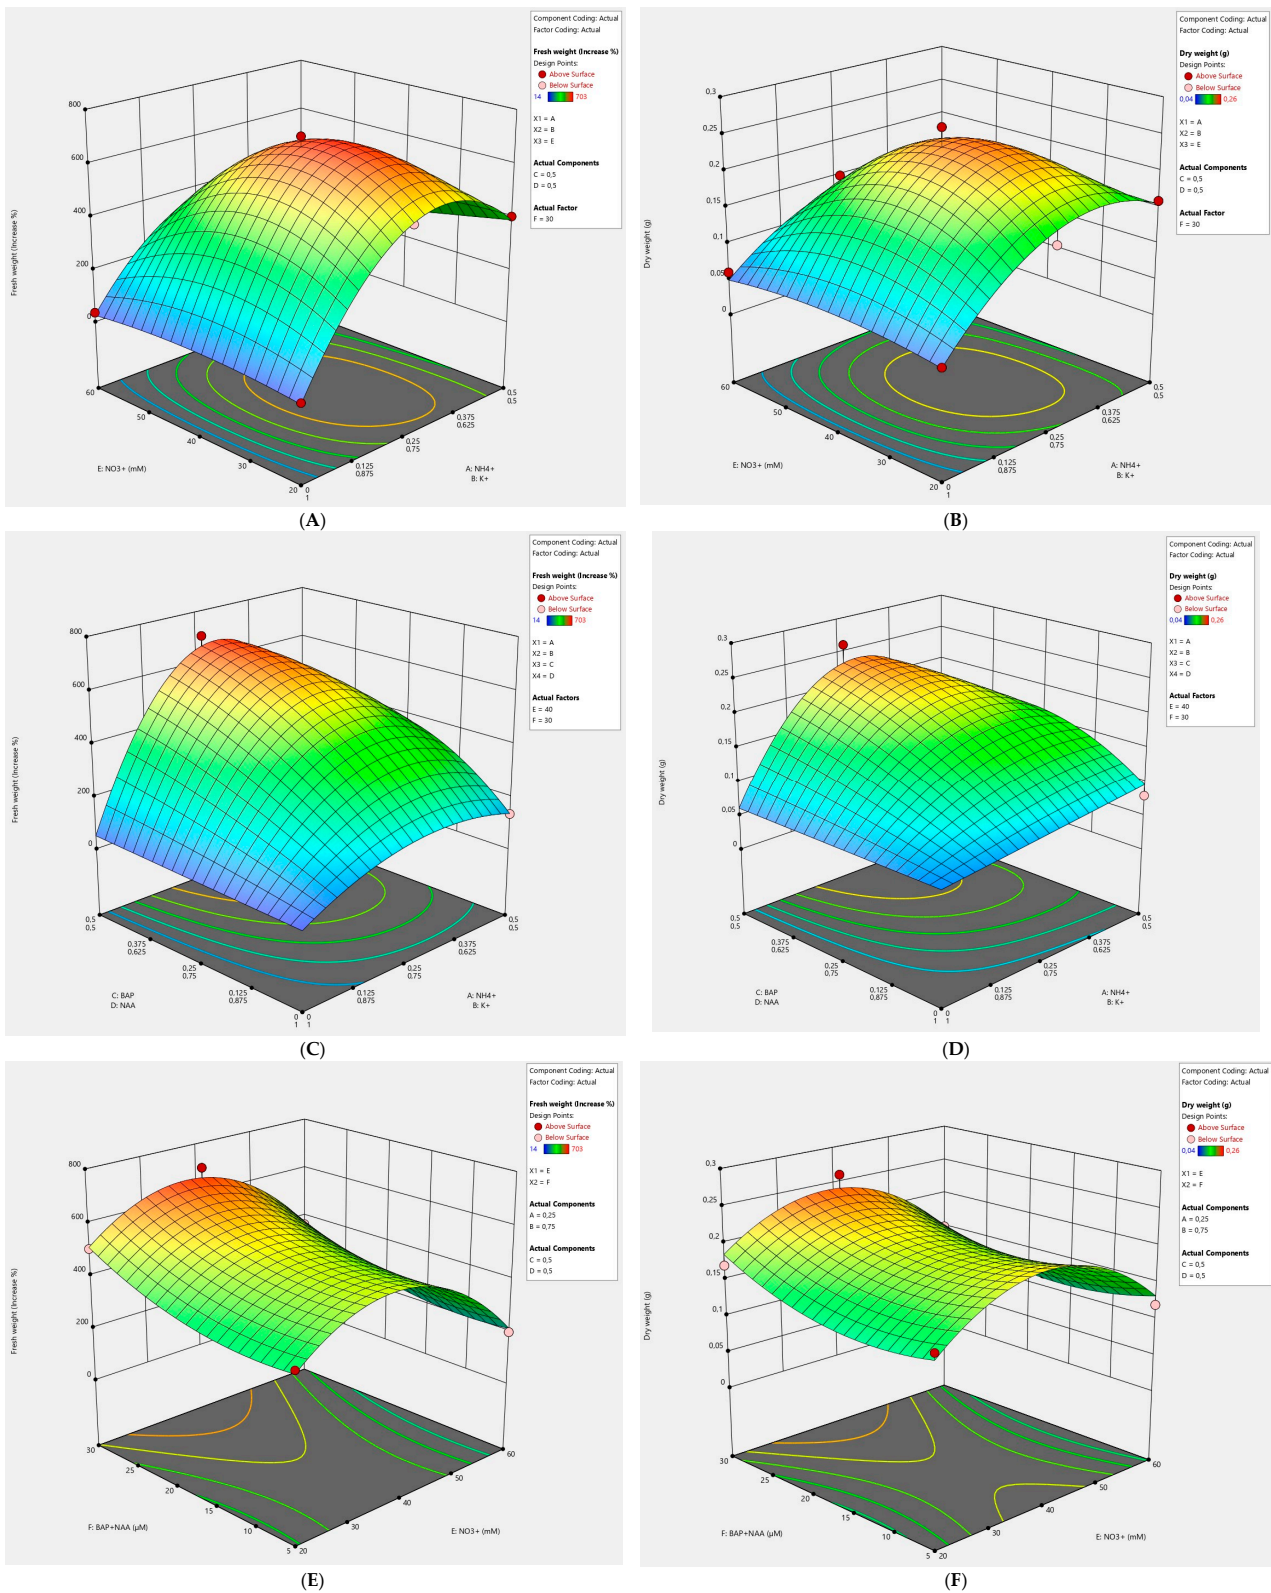 Component Coding: Actual
Factor Coding: Actual
Fresh weight (Increase %)
Design Points:
Above Surface
Below Surface
14 703
X1 = A
X2 = B
X3 = E
Actual Components
C = 0,5
D = 0,5
Actual Factor
F = 30
800
600
400
200
0
Fresh weight (Increase %)
60
50
40
30
20
E: NO3+ (mM)
0,5
0,5
0,375
0,625
0,25
0,75
0,125
0,875
0
1
A: NH4+
B: K+
(A)
Component Coding: Actual
Factor Coding: Actual
Dry weight (g)
Design Points:
Above Surface
Below Surface
0,04 0,26
X1 = A
X2 = B
X3 = E
Actual Components
C = 0,5
D = 0,5
Actual Factor
F = 30
0,3
0,25
0,2
0,15
0,1
0,05
0
Dry weight (g)
60
50
40
30
20
E: NO3+ (mM)
0,5
0,5
0,375
0,625
0,25
0,75
0,125
0,875
0
1
A: NH4+
B: K+
(B)
Component Coding: Actual
Factor Coding: Actual
Fresh weight (Increase %)
Design Points:
Above Surface
Below Surface
14 703
X1 = A
X2 = B
X3 = C
X4 = D
Actual Factors
E = 40
F = 30
800
600
400
200
0
Fresh weight (Increase %)
0,5
0,5
0,375
0,625
0,25
0,75
0,125
0,875
0
1
C: BAP
D: NAA
0,5
0,5
0,375
0,625
0,25
0,75
0,125
0,875
0
1
A: NH4+
B: K+
(C)
Component Coding: Actual
Factor Coding: Actual
Dry weight (g)
Design Points:
Above Surface
Below Surface
0,04 0,26
X1 = A
X2 = B
X3 = C
X4 = D
Actual Factors
E = 40
F = 30
0,3
0,25
0,2
0,15
0,1
0,05
0
Dry weight (g)
0,5
0,5
0,375
0,625
0,25
0,75
0,125
0,875
0
1
C: BAP
D: NAA
0,5
0,5
0,375
0,625
0,25
0,75
0,125
0,875
0
1
A: NH4+
B: K+
(D)
Component Coding: Actual
Factor Coding: Actual
Fresh weight (Increase %)
Design Points:
Above Surface
Below Surface
14 703
X1 = E
X2 = F
Actual Components
A = 0,25
B = 0,75
Actual Components
C = 0,5
D = 0,5
800
600
400
200
0
Fresh weight (Increase %)
30
25
20
15
10
5
F: BAP+NAA (µM)
60
50
40
30
20
E: NO3+ (mM)
(E)
Component Coding: Actual
Factor Coding: Actual
Dry weight (g)
Design Points:
Above Surface
Below Surface
0,04 0,26
X1 = E
X2 = F
Actual Components
A = 0,25
B = 0,75
Actual Components
C = 0,5
D = 0,5
0,3
0,25
0,2
0,15
0,1
0,05
0
Dry weight (g)
30
25
20
15
10
5
F: BAP+NAA (µM)
60
50
40
30
20
E: NO3+ (mM)
(F)